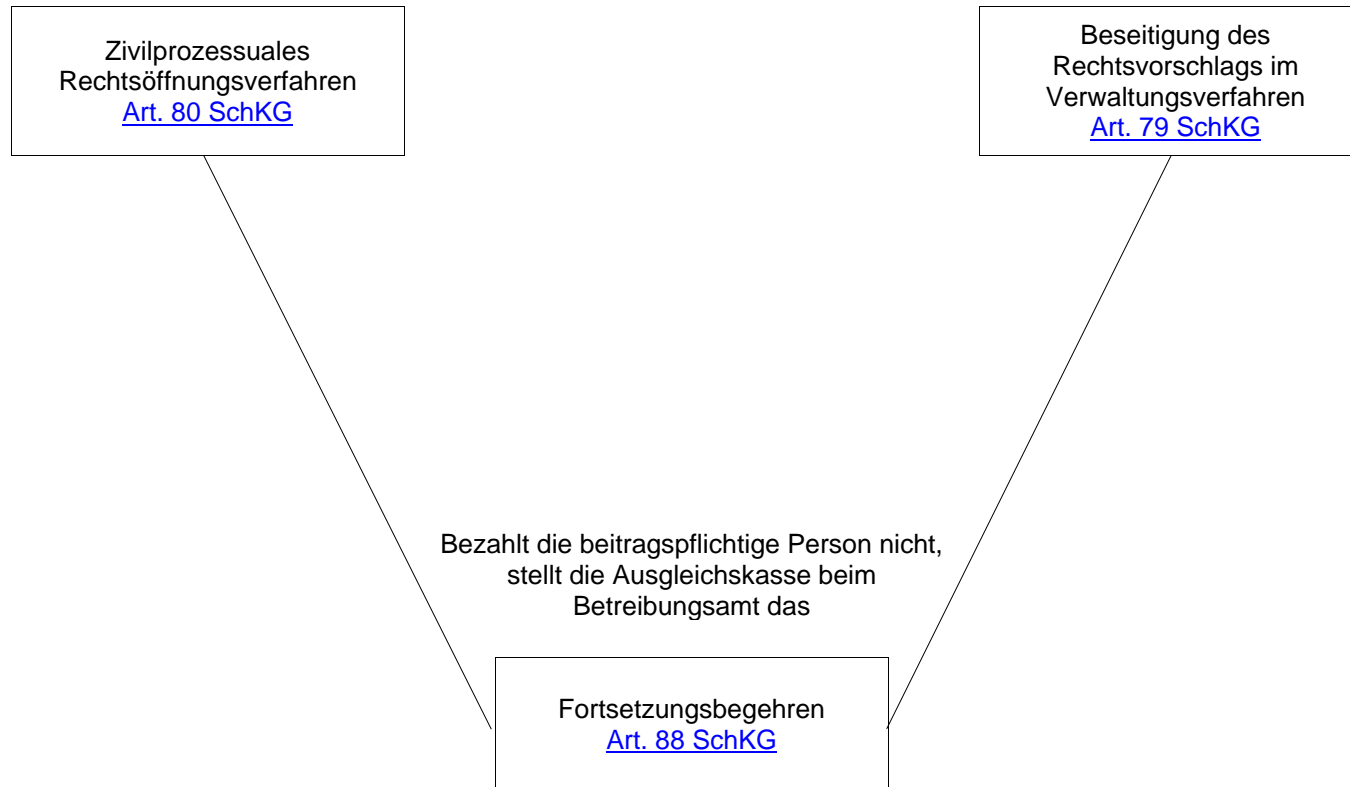 Zivilprozessuales
Rechtsöffnungsverfahren
Art. 80 SchKG
Beseitigung des
Rechtsvorschlags im
Verwaltungsverfahren
Art. 79 SchKG
Bezahlt die beitragspflichtige Person nicht,
stellt die Ausgleichskasse beim
Betreibungsamt das
Fortsetzungsbegehren
Art. 88 SchKG